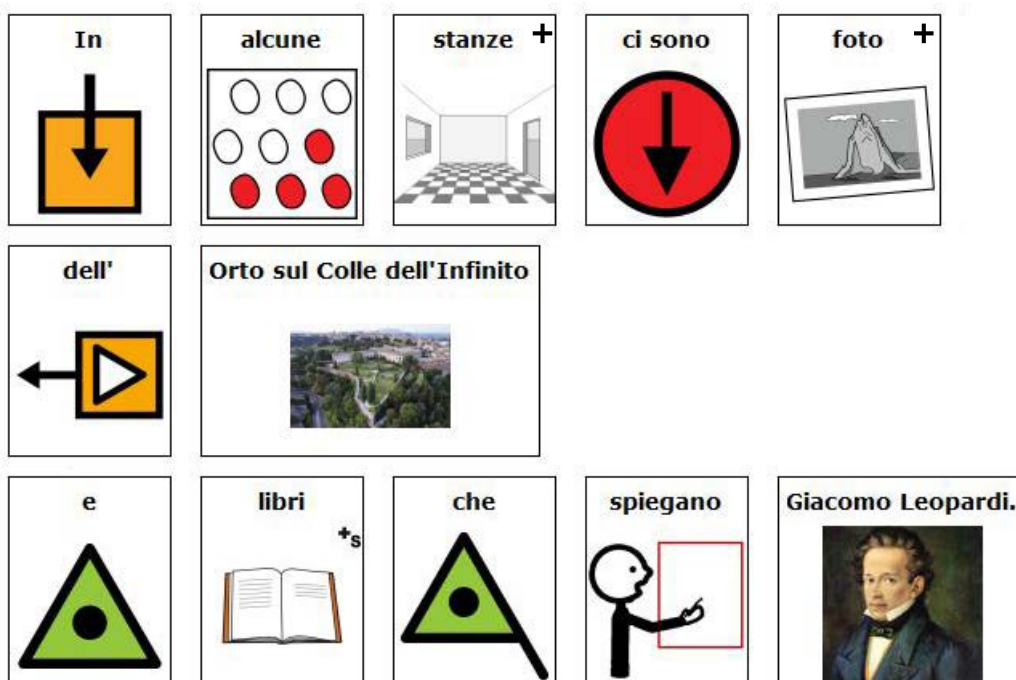 In alcune stanze + ci sono foto +
dell' Orto sul Colle dell'Infinito
e libri +s che spiegano Giacomo Leopardi.